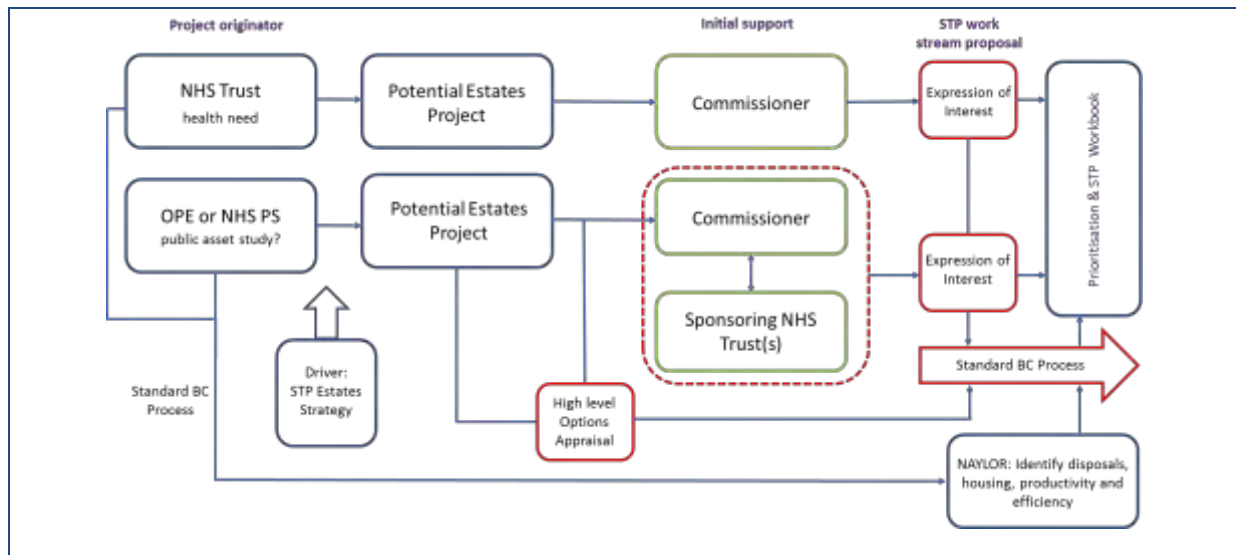 Project originator
Initial support
STP work
stream proposal
NHS Trust
health need
Potential Estates
Project
Commissioner
Expression of
Interest
Prioritisation & STP Workbook
OPE or NHS PS
public asset study?
Potential Estates
Project
Commissioner
Expression of
Interest
Sponsoring NHS
Trust(s)
Standard BC Process
Driver:
STP Estates
Strategy
Standard BC
Process
High level
Options
Appraisal
NAYLOR: Identify disposals,
housing, productivity and
efficiency